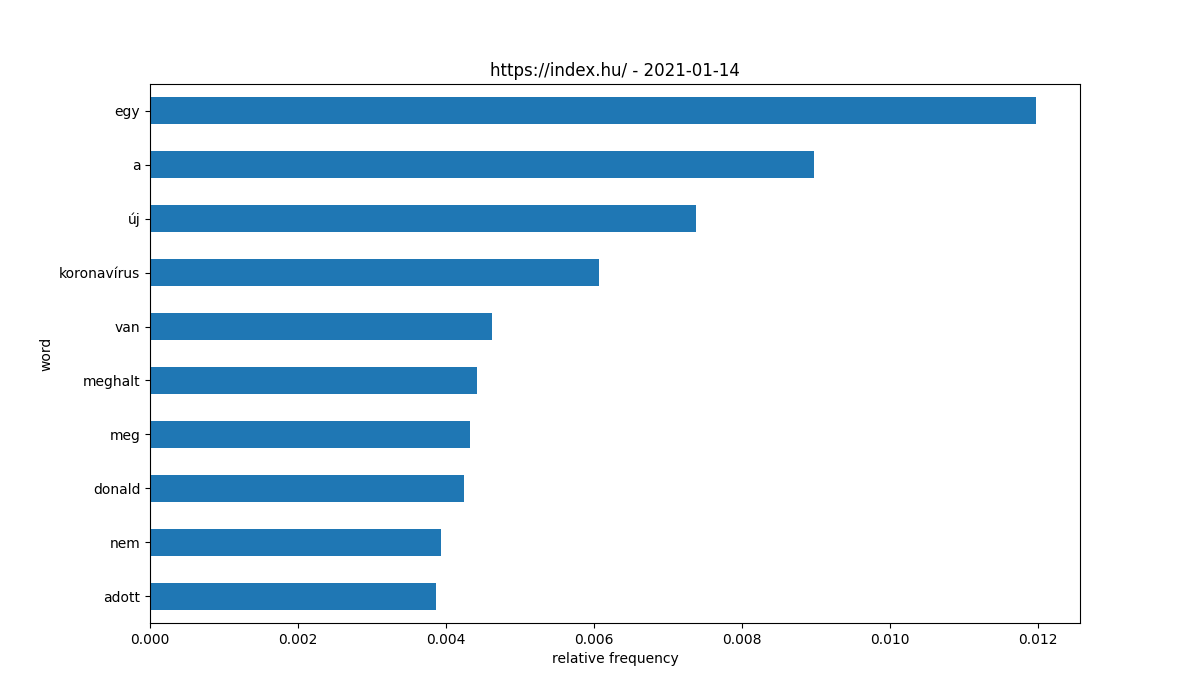 https://index.hu/ - 2021-01-14
egy
a
új
koronavírus
van
meghalt
meg
donald
nem
adott
word
0.000 0.002 0.004 0.006 0.008 0.010 0.012
relative frequency